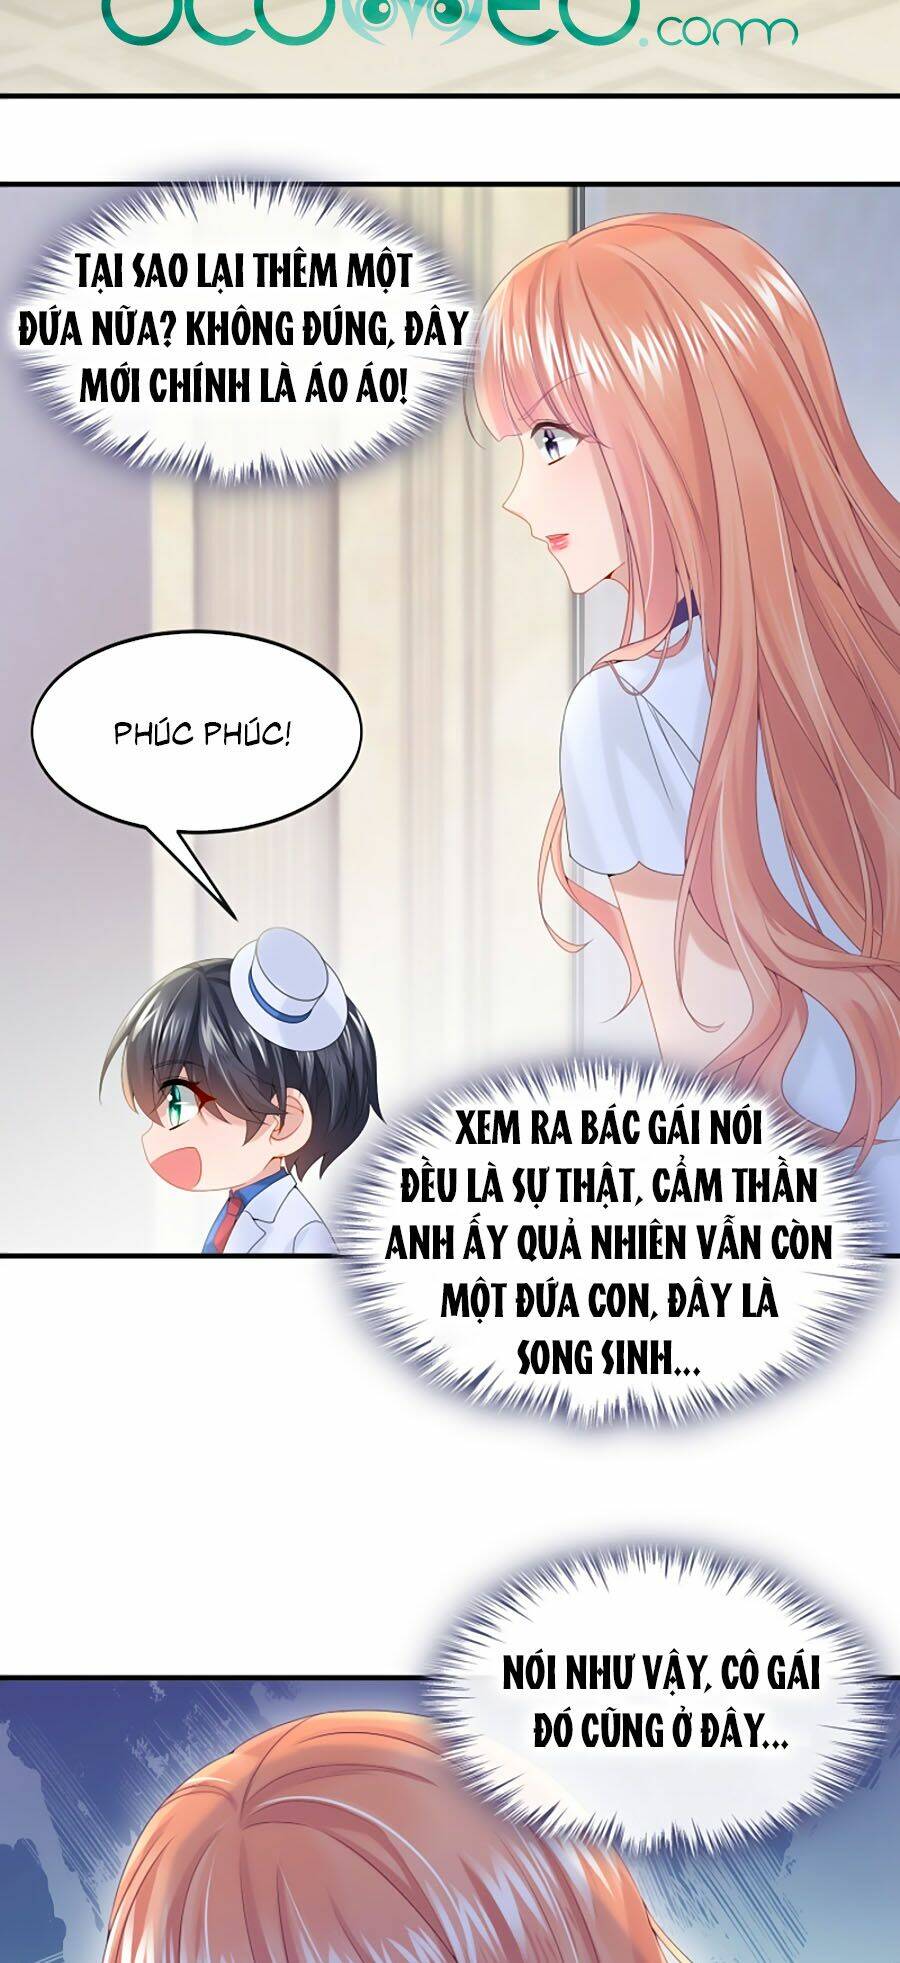 TẠI SAO LẠI THÊM MỘT
ĐỨA NỮA? KHÔNG ĐÚNG, ĐÂY
MỚI CHÍNH LÀ ÁO ÁO!
PHÚC PHÚC!
XEM RA BÁC GÁI NÓI
ĐỀU LÀ SỰ THẬT, CẨM THẦN
ANH ẤY QUẢ NHIÊN VẪN CÒN
MỘT ĐỨA CON, ĐÂY LÀ
SONG SINH...
NÓI NHƯ VẬY, CÔ GÁI
ĐÓ CŨNG Ở ĐÂY...